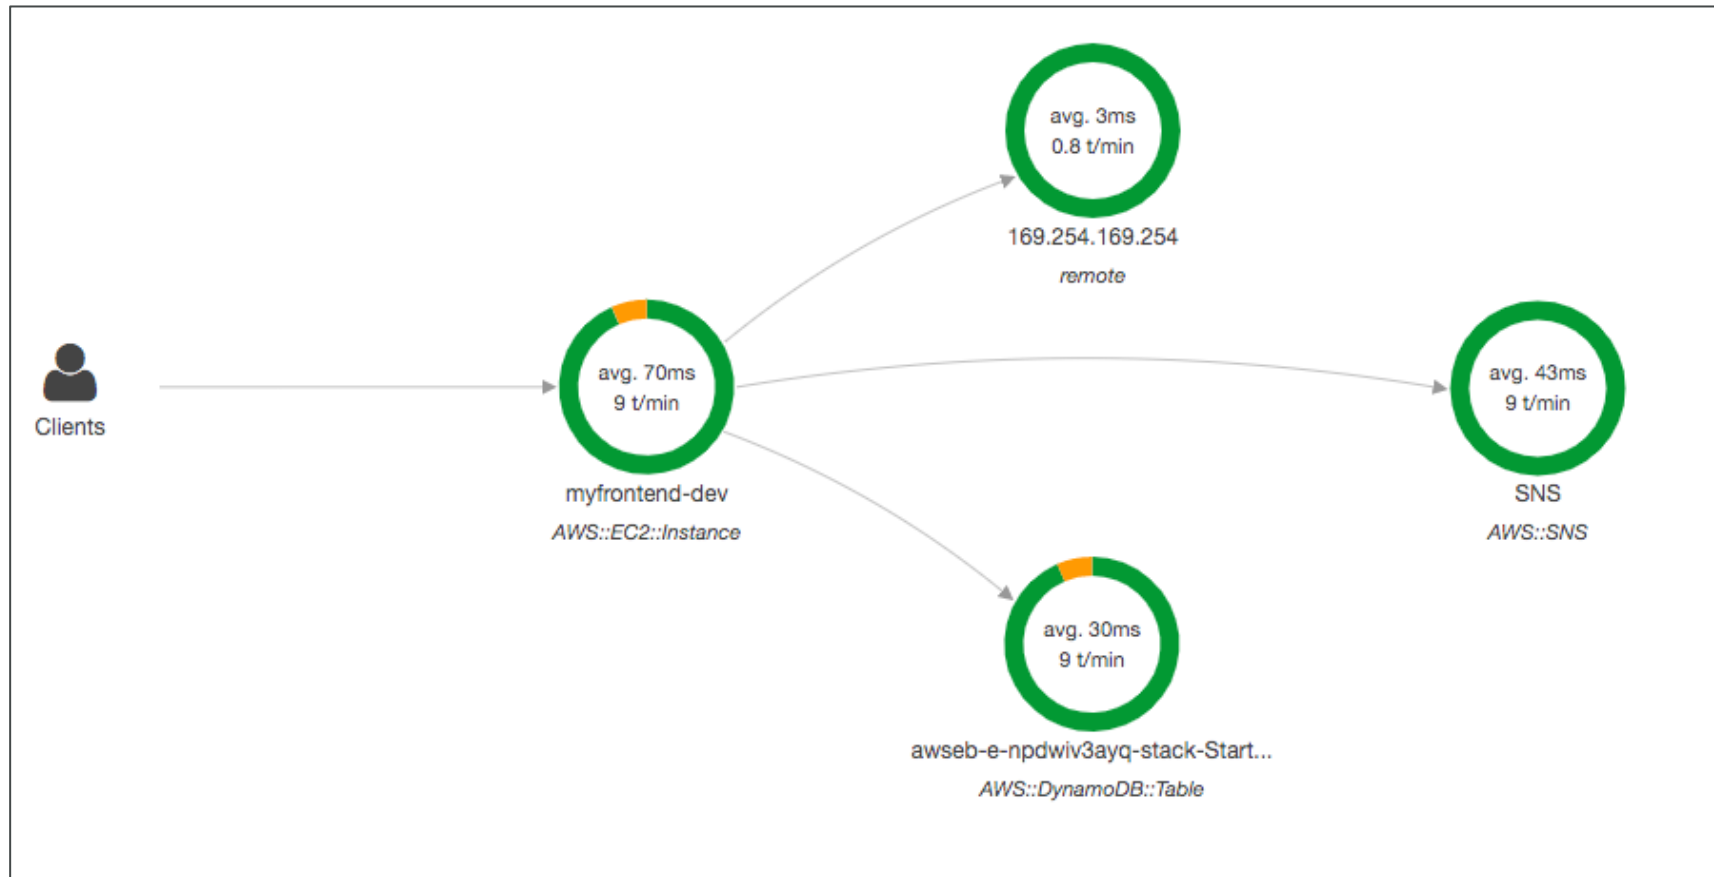 avg. 3ms
0.8 t/min
169.254.169.254
remote
Clients
avg. 70ms
9 t/min
myfrontend-dev
AWS::EC2::Instance
avg. 43ms
9 t/min
SNS
AWS::SNS
avg. 30ms
9 t/min
awseb-e-npdwiv3ayq-stack-Start...
AWS::DynamoDB::Table